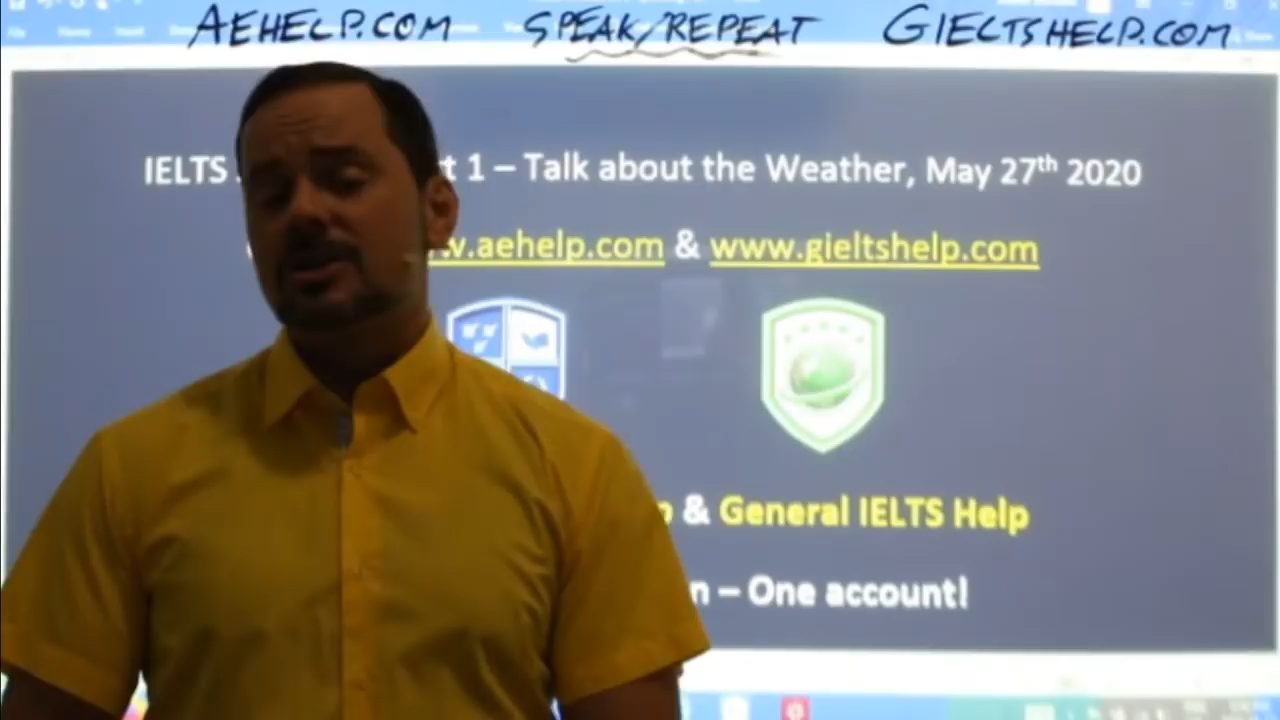 AEHELP.COM SPEAK/REPEAT GIELTSHELP.COM
IELTS t 1 – Talk about the Weather, May 27th 2020
w.aehelp.com & www.gieltshelp.com
& General IELTS Help
n – One account!